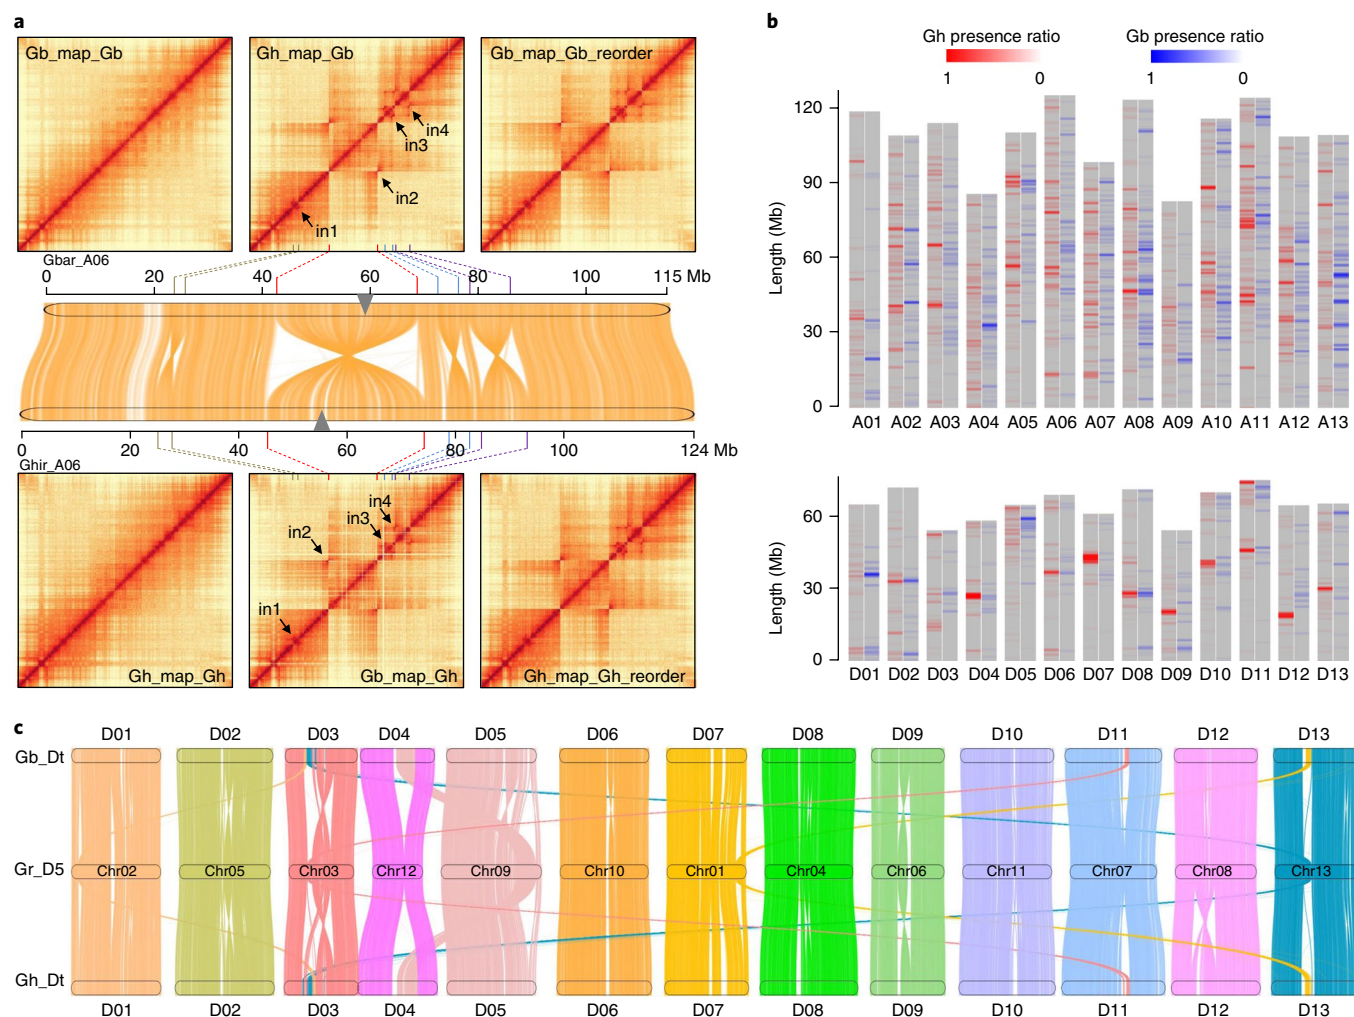 a
Gb_map_Gb
Gh_map_Gb
Gb_map_Gb_reorder
in4
in3
in2
in1
Gbar_A06
0 20 40 60 80 100 115 Mb
0 20 40 60 80 100 124 Mb
Ghir_A06
in4
in3
in2
in1
Gh_map_Gh
Gb_map_Gh
Gh_map_Gh_reorder
b
Gh presence ratio
1 0
Gb presence ratio
1 0
Length (Mb)
120
90
60
30
0
A01 A02 A03 A04 A05 A06 A07 A08 A09 A10 A11 A12 A13
Length (Mb)
60
30
0
D01 D02 D03 D04 D05 D06 D07 D08 D09 D10 D11 D12 D13
c
D01 D02 D03 D04 D05 D06 D07 D08 D09 D10 D11 D12 D13
Gb_Dt
Gr_D5 Chr02 Chr05 Chr03 Chr12 Chr09 Chr10 Chr01 Chr04 Chr06 Chr11 Chr07 Chr08 Chr13
Gh_Dt
D01 D02 D03 D04 D05 D06 D07 D08 D09 D10 D11 D12 D13